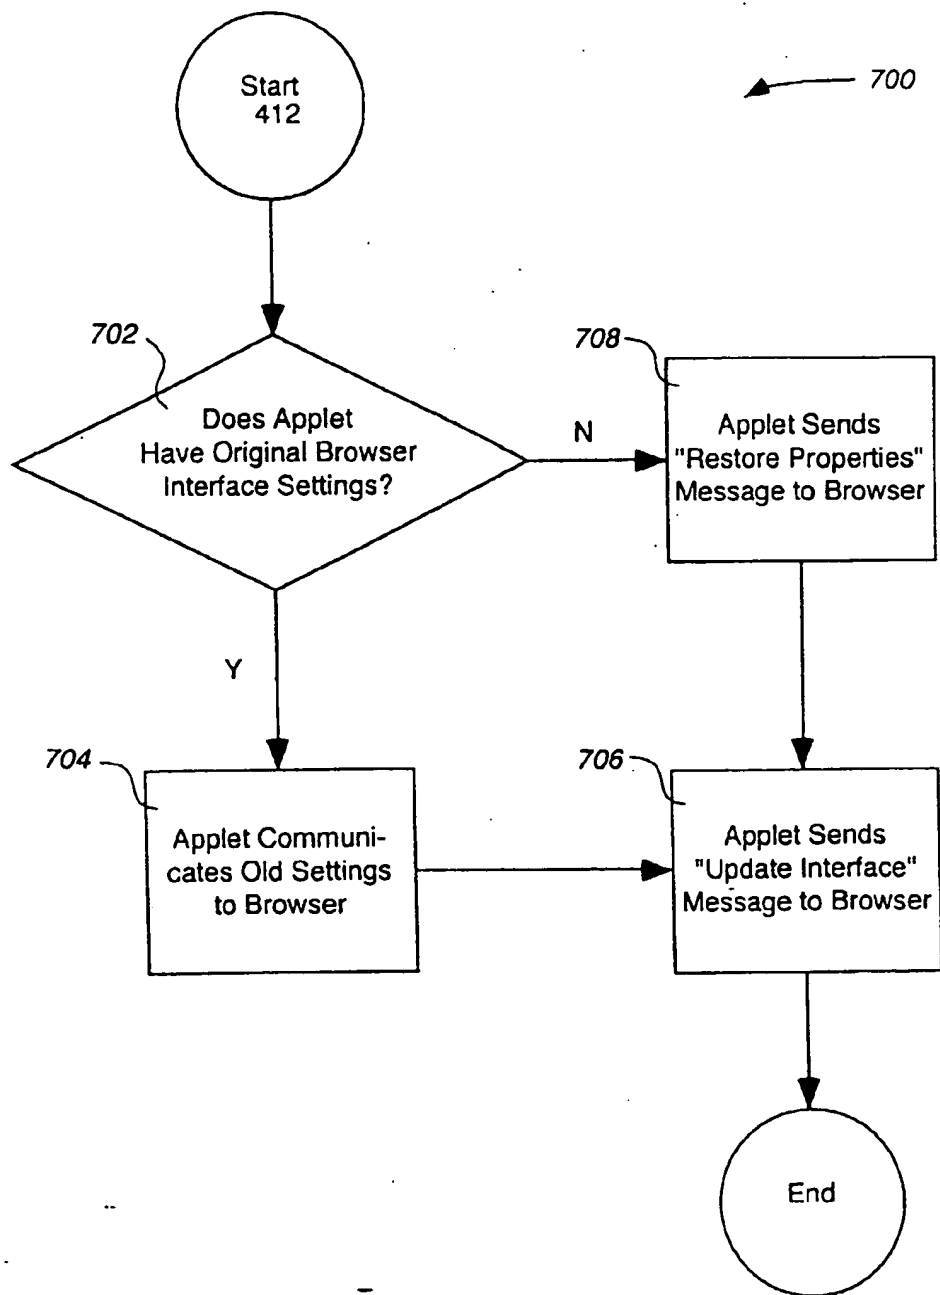 Start
412
700
702
Does Applet
Have Original Browser
Interface Settings?
N
708
Applet Sends
"Restore Properties"
Message to Browser
Y
704
Applet Communi-
cates Old Settings
to Browser
706
Applet Sends
"Update Interface"
Message to Browser
End